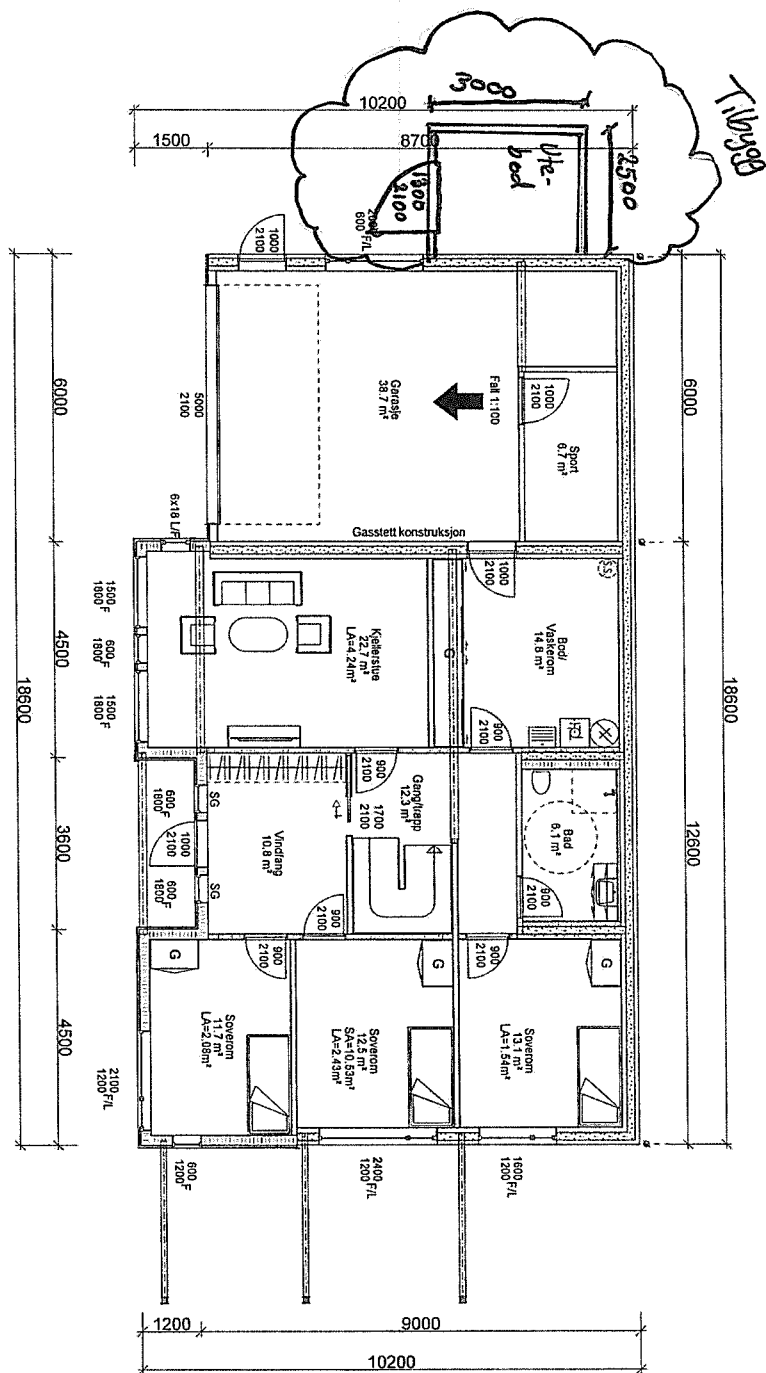 Tilbygg
3000
2500
Ute-
bod
1800
2100
10200
1500
8700
2000
600 F/L
1000
2100
6000
4500
3600
4500
18600
6000
12600
18600
5000
2100
Garasje
38.7 m²
Fall 1:100
1000
2100
Sport
6.7 m²
Gasstett konstruksjon
6x18 L/F
1500 F
1800
600 F
1800
1500 F
1800
Kjellerstue
22.7 m²
LA=4.24m²
G
1000
2100
Bod/
Vaskerom
14.8 m²
900
2100
900
2100
Gang/trapp
12.3 m²
1700
2100
Vindfang
10.8 m²
SG
SG
600 F
1800
1000
2100
600 F
1800
Bad
6.1 m²
900
2100
900
2100
900
2100
900
2100
G
G
G
Soverom
11.7 m²
LA=2.08m²
Soverom
12.5 m²
SA=10.53m²
LA=2.43m²
Soverom
13.1 m²
LA=1.54m²
2100
1200 F/L
600 F
1200
2400
1200 F/L
1600
1200 F/L
1200
9000
10200